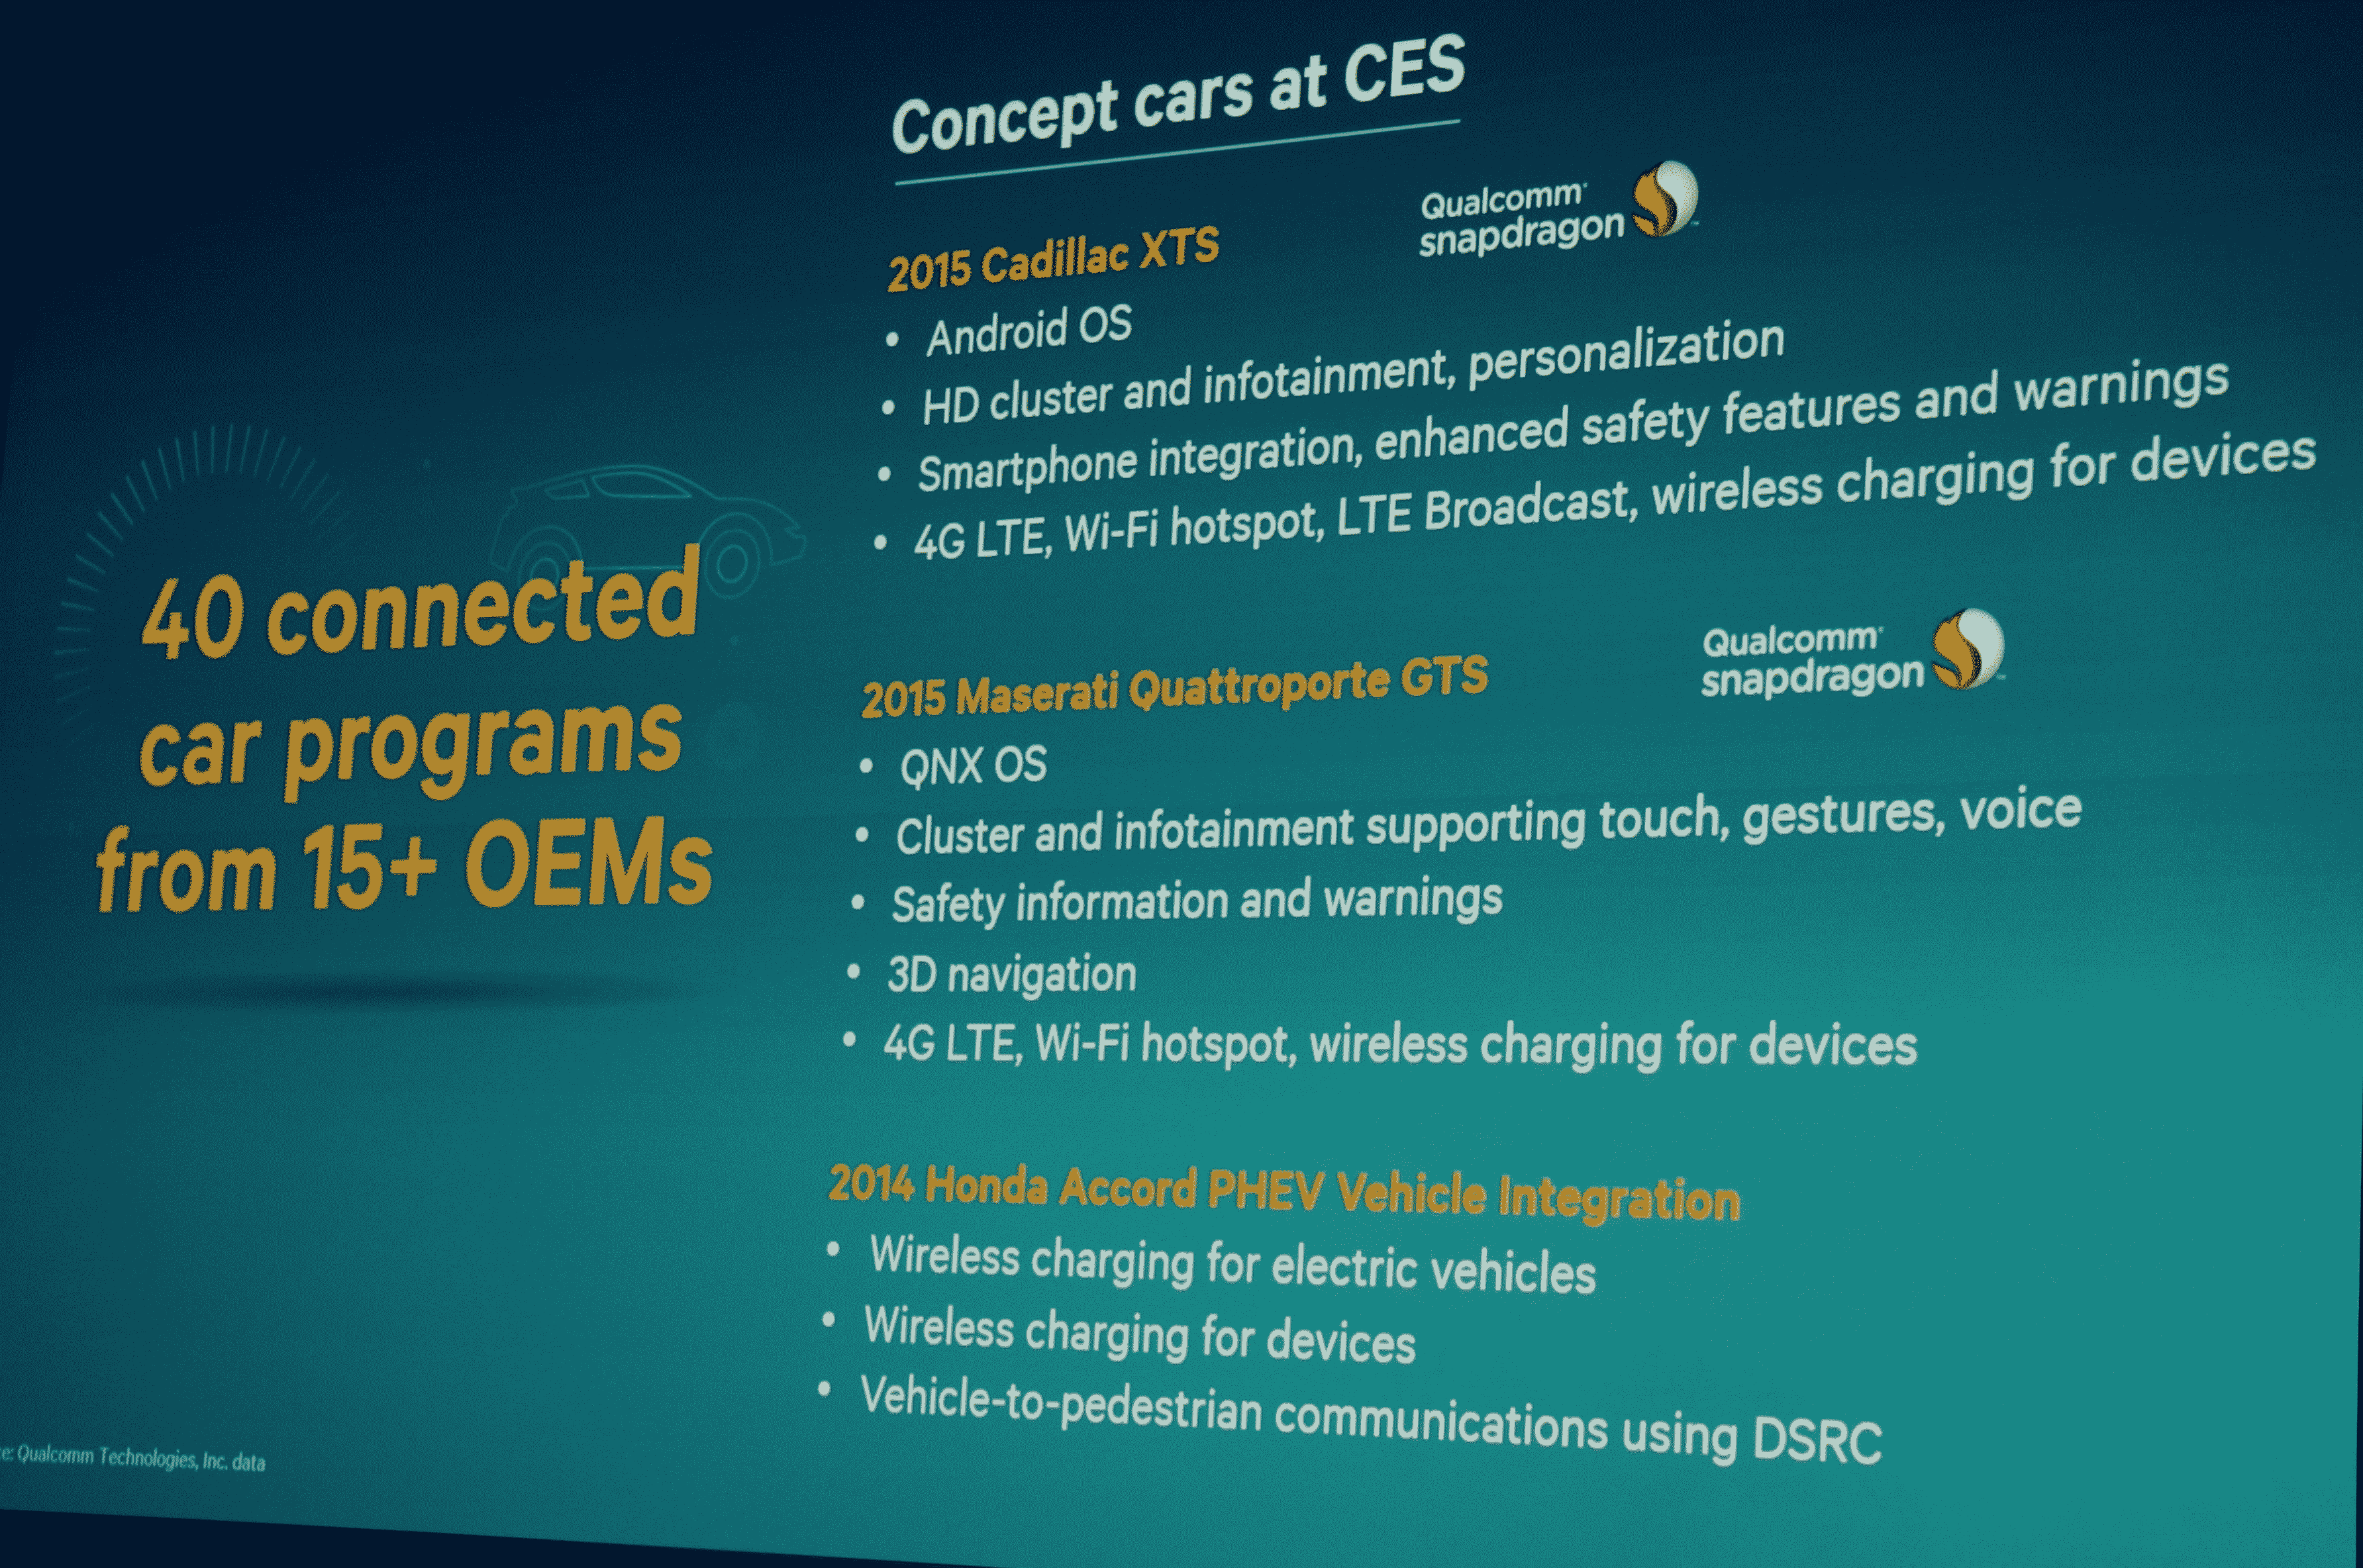 Concept cars at CES
40 connected
car programs
from 15+ OEMs
2015 Cadillac XTS
Qualcomm
snapdragon
• Android OS
• HD cluster and infotainment, personalization
• Smartphone integration, enhanced safety features and warnings
• 4G LTE, Wi-Fi hotspot, LTE Broadcast, wireless charging for devices
2015 Maserati Quattroporte GTS
Qualcomm
snapdragon
• QNX OS
• Cluster and infotainment supporting touch, gestures, voice
• Safety information and warnings
• 3D navigation
• 4G LTE, Wi-Fi hotspot, wireless charging for devices
2014 Honda Accord PHEV Vehicle Integration
• Wireless charging for electric vehicles
• Wireless charging for devices
• Vehicle-to-pedestrian communications using DSRC
Qualcomm Technologies, Inc. data